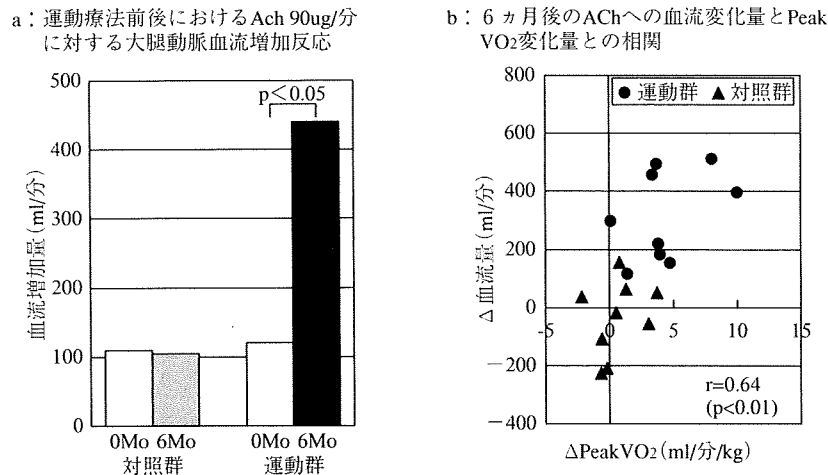 a：運動療法前後におけるAch 90ug/分
に対する大腿動脈血流増加反応
500
400
300
200
100
0
血流増加量(ml/分)
p<0.05
0Mo 6Mo
対照群
0Mo 6Mo
運動群
b：6ヵ月後のAChへの血流変化量とPeak
VO2変化量との相関
800
600
400
200
0
−200
−400
Δ血流量(ml/分)
● 運動群 ▲ 対照群
-5 0 5 10 15
r=0.64
(p<0.01)
ΔPeakVO2(ml/分/kg)